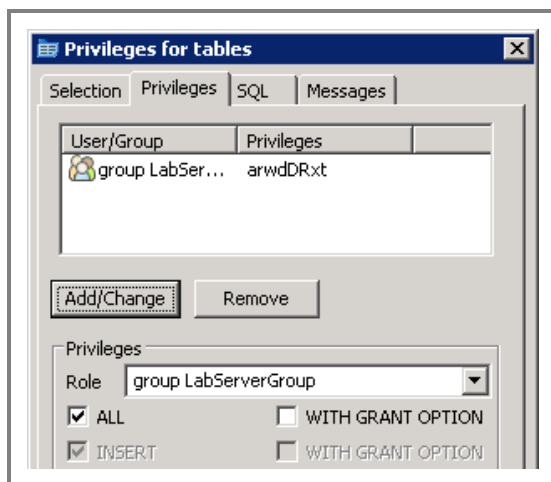 Privileges for tables
Selection Privileges SQL Messages
User/Group Privileges
group LabSer... arwdDRxt
Add/Change Remove
Privileges
Role group LabServerGroup
ALL WITH GRANT OPTION
INSERT WITH GRANT OPTION